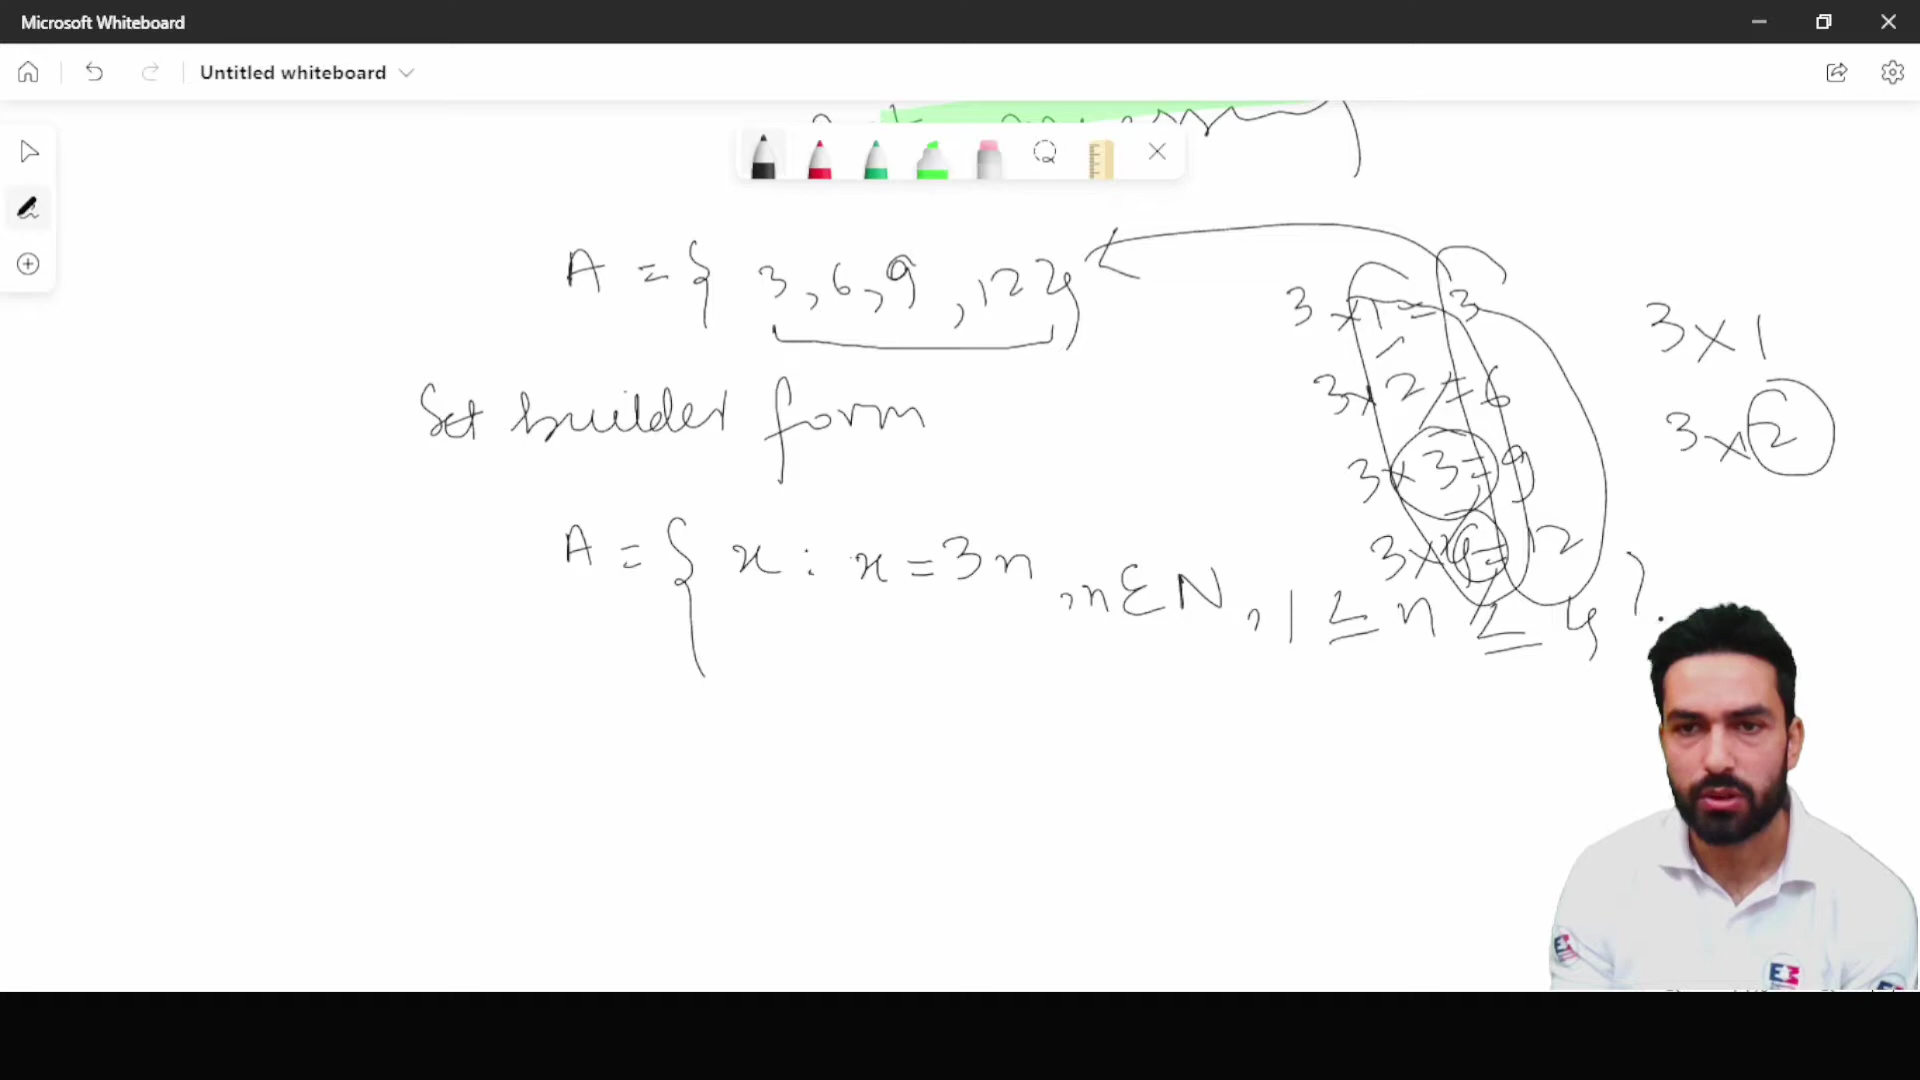 Microsoft Whiteboard
Untitled whiteboard
A = { 3, 6, 9, 12 }
3 × 1 = 3
3 × 2 = 6
3 × 3 = 9
3 × 4 = 12
3 × 1
3 × 2
Set builder form
A = { x : x = 3n, n ∈ N, 1 ≤ n ≤ 4 }.